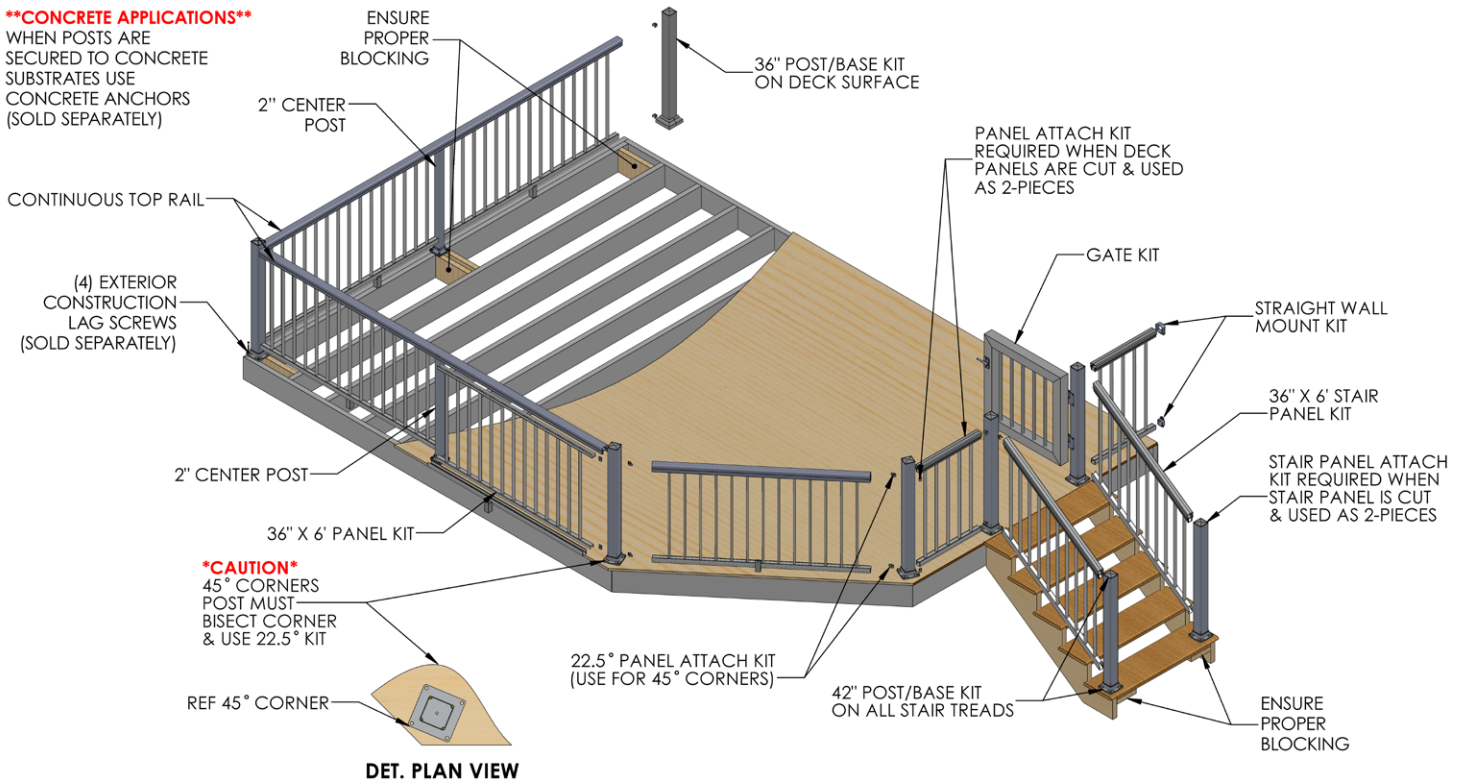 **CONCRETE APPLICATIONS**
WHEN POSTS ARE
SECURED TO CONCRETE
SUBSTRATES USE
CONCRETE ANCHORS
(SOLD SEPARATELY)
ENSURE
PROPER
BLOCKING
36" POST/BASE KIT
ON DECK SURFACE
2" CENTER
POST
PANEL ATTACH KIT
REQUIRED WHEN DECK
PANELS ARE CUT & USED
AS 2-PIECES
CONTINUOUS TOP RAIL
GATE KIT
(4) EXTERIOR
CONSTRUCTION
LAG SCREWS
(SOLD SEPARATELY)
STRAIGHT WALL
MOUNT KIT
36" X 6' STAIR
PANEL KIT
2" CENTER POST
STAIR PANEL ATTACH
KIT REQUIRED WHEN
STAIR PANEL IS CUT
& USED AS 2-PIECES
36" X 6' PANEL KIT
*CAUTION*
45° CORNERS
POST MUST
BISECT CORNER
& USE 22.5° KIT
22.5° PANEL ATTACH KIT
(USE FOR 45° CORNERS)
42" POST/BASE KIT
ON ALL STAIR TREADS
REF 45° CORNER
ENSURE
PROPER
BLOCKING
DET. PLAN VIEW